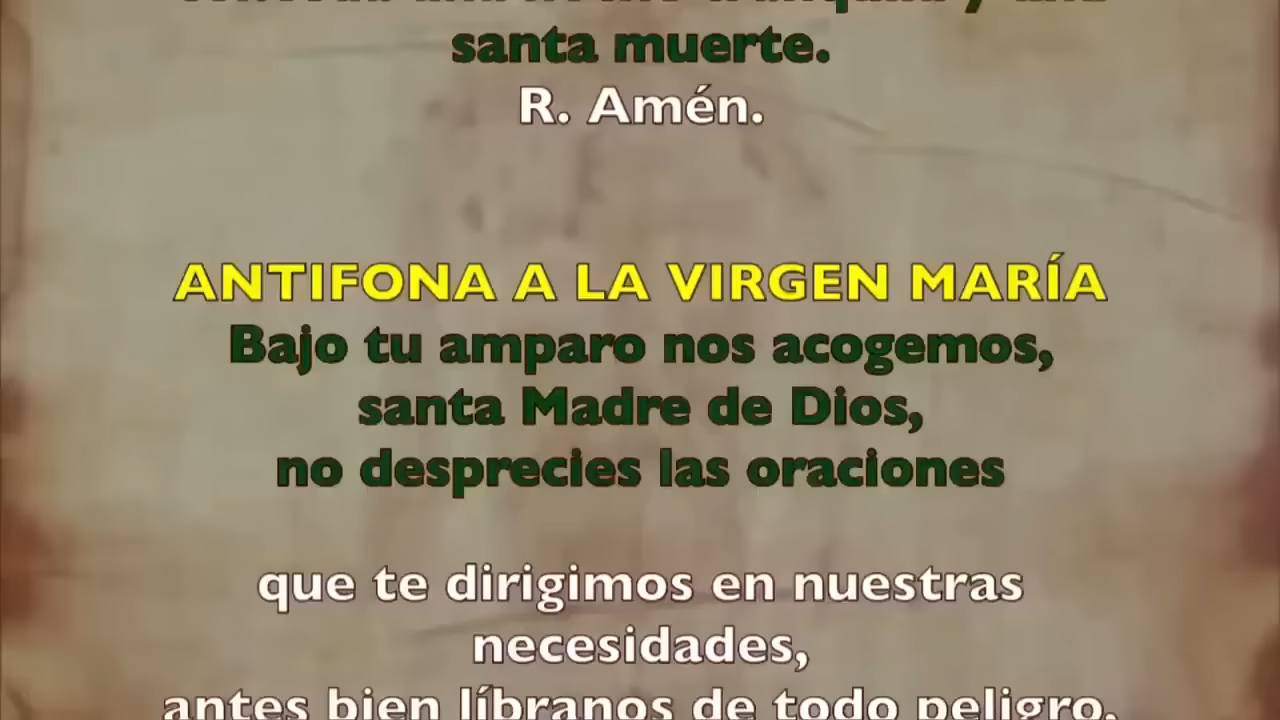 santa muerte.
R. Amén.
ANTIFONA A LA VIRGEN MARÍA
Bajo tu amparo nos acogemos,
santa Madre de Dios,
no desprecies las oraciones
que te dirigimos en nuestras
necesidades,
antes bien líbranos de todo peligro,